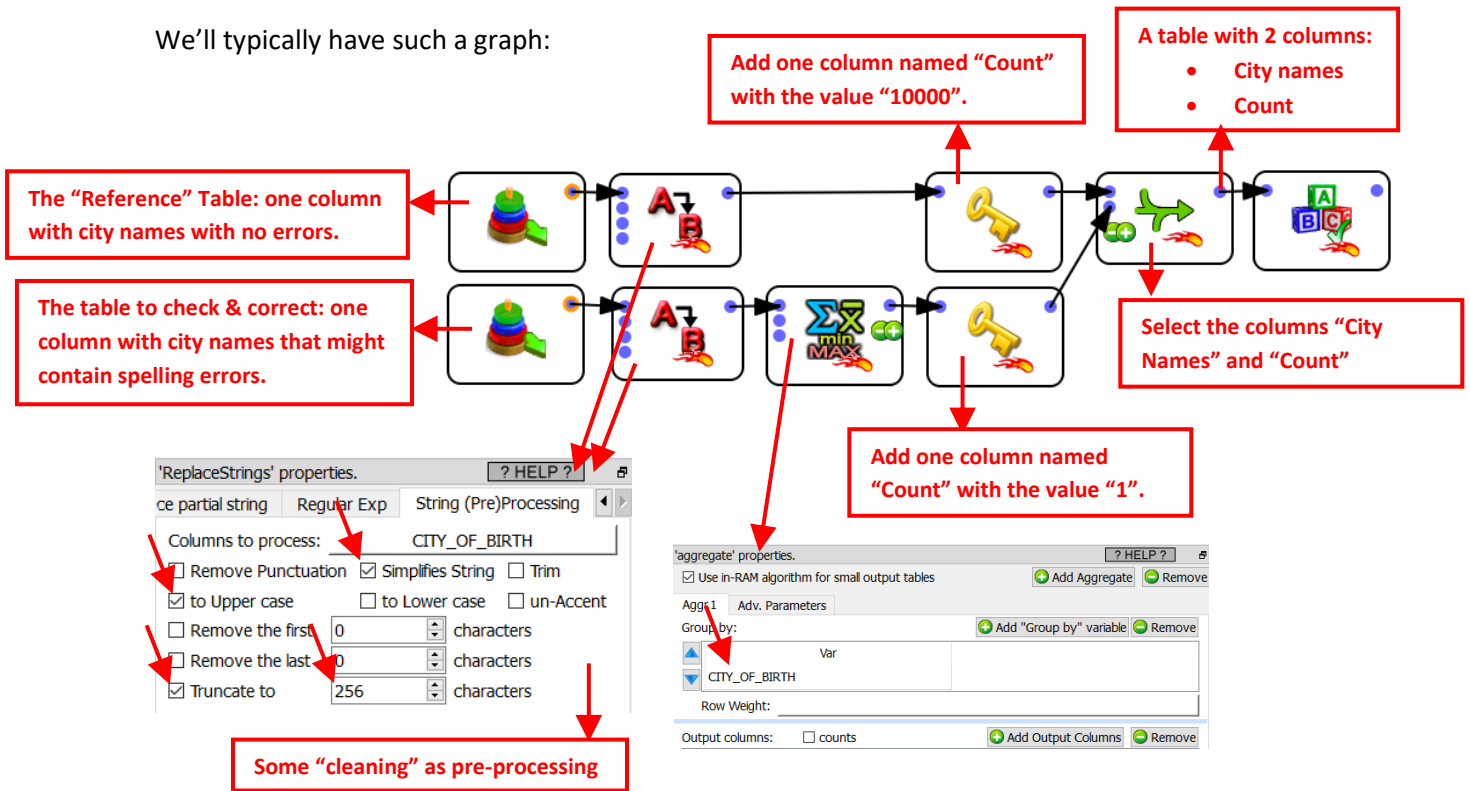 We’ll typically have such a graph:
Add one column named “Count”
with the value “10000”.
A table with 2 columns:
• City names
• Count
The “Reference” Table: one column
with city names with no errors.
A
B
A
B C
The table to check & correct: one
column with city names that might
contain spelling errors.
A
B
Σx̄
min
MAX
Select the columns “City
Names” and “Count”
Add one column named
“Count” with the value “1”.
'ReplaceStrings' properties.
? HELP ?
ce partial string Regular Exp String (Pre)Processing
Columns to process: CITY_OF_BIRTH
Remove Punctuation Simplifies String Trim
to Upper case to Lower case un-Accent
Remove the first 0 characters
Remove the last 0 characters
Truncate to 256 characters
Some “cleaning” as pre-processing
'aggregate' properties.
? HELP ?
Use in-RAM algorithm for small output tables Add Aggregate Remove
Aggr1 Adv. Parameters
Group by: Add "Group by" variable Remove
Var
CITY_OF_BIRTH
Row Weight:
Output columns: counts Add Output Columns Remove